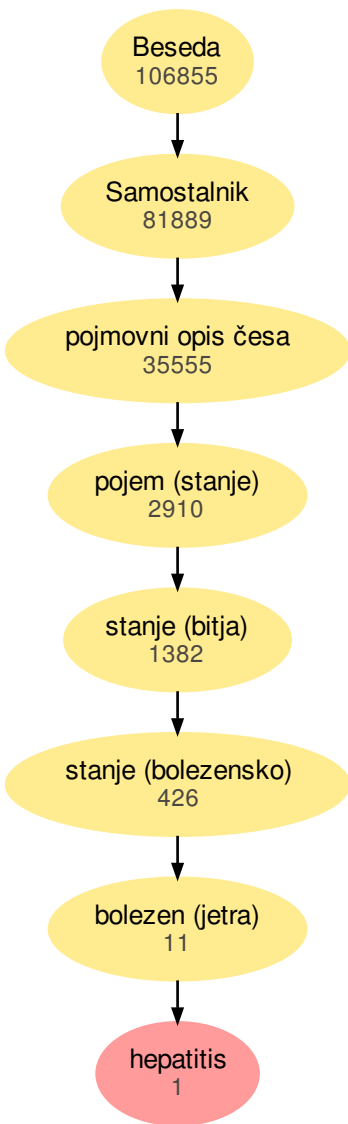 Beseda
106855
Samostalnik
81889
pojmovni opis česa
35555
pojem (stanje)
2910
stanje (bitja)
1382
stanje (bolezensko)
426
bolezen (jetra)
11
hepatitis
1